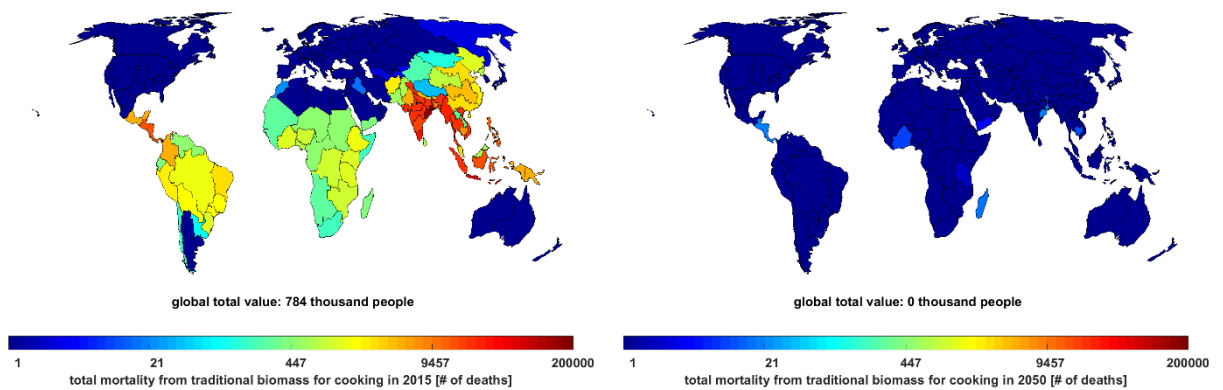 global total value: 784 thousand people
1 21 447 9457 200000
total mortality from traditional biomass for cooking in 2015 [# of deaths]
global total value: 0 thousand people
1 21 447 9457 200000
total mortality from traditional biomass for cooking in 2050 [# of deaths]